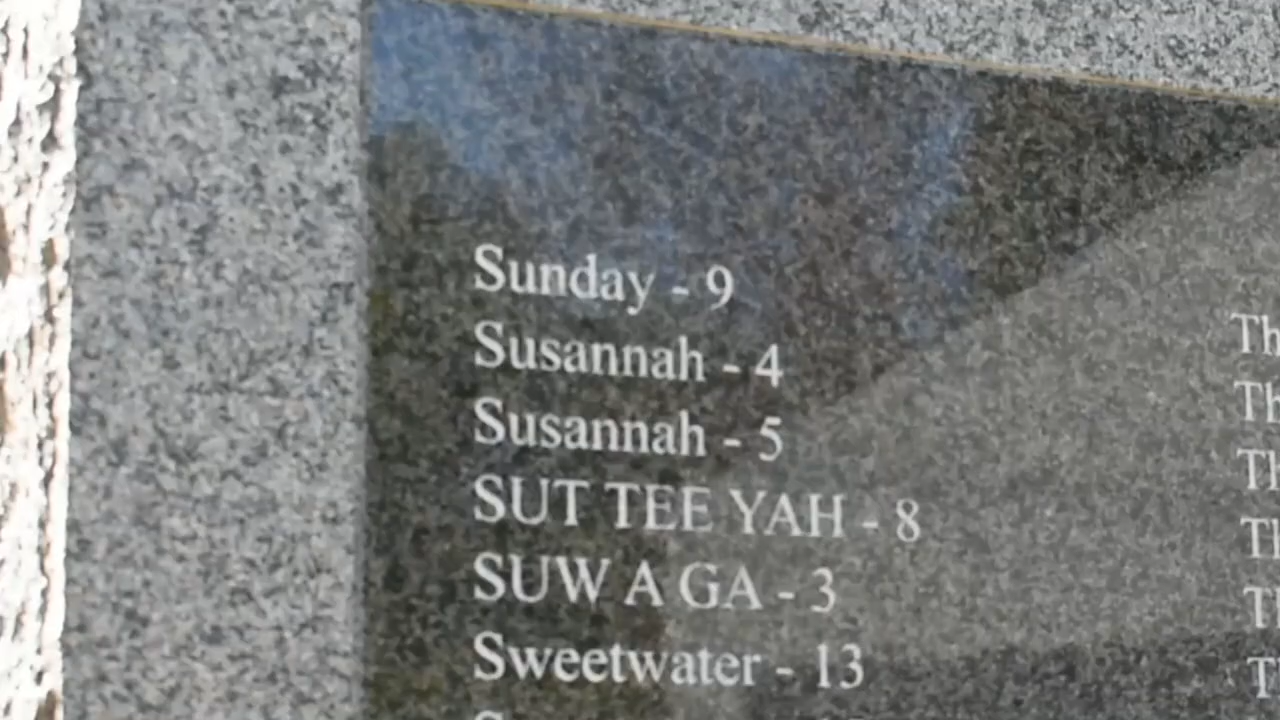 Sunday - 9
Susannah - 4
Susannah - 5
SUT TEE YAH - 8
SUW A GA - 3
Sweetwater - 13